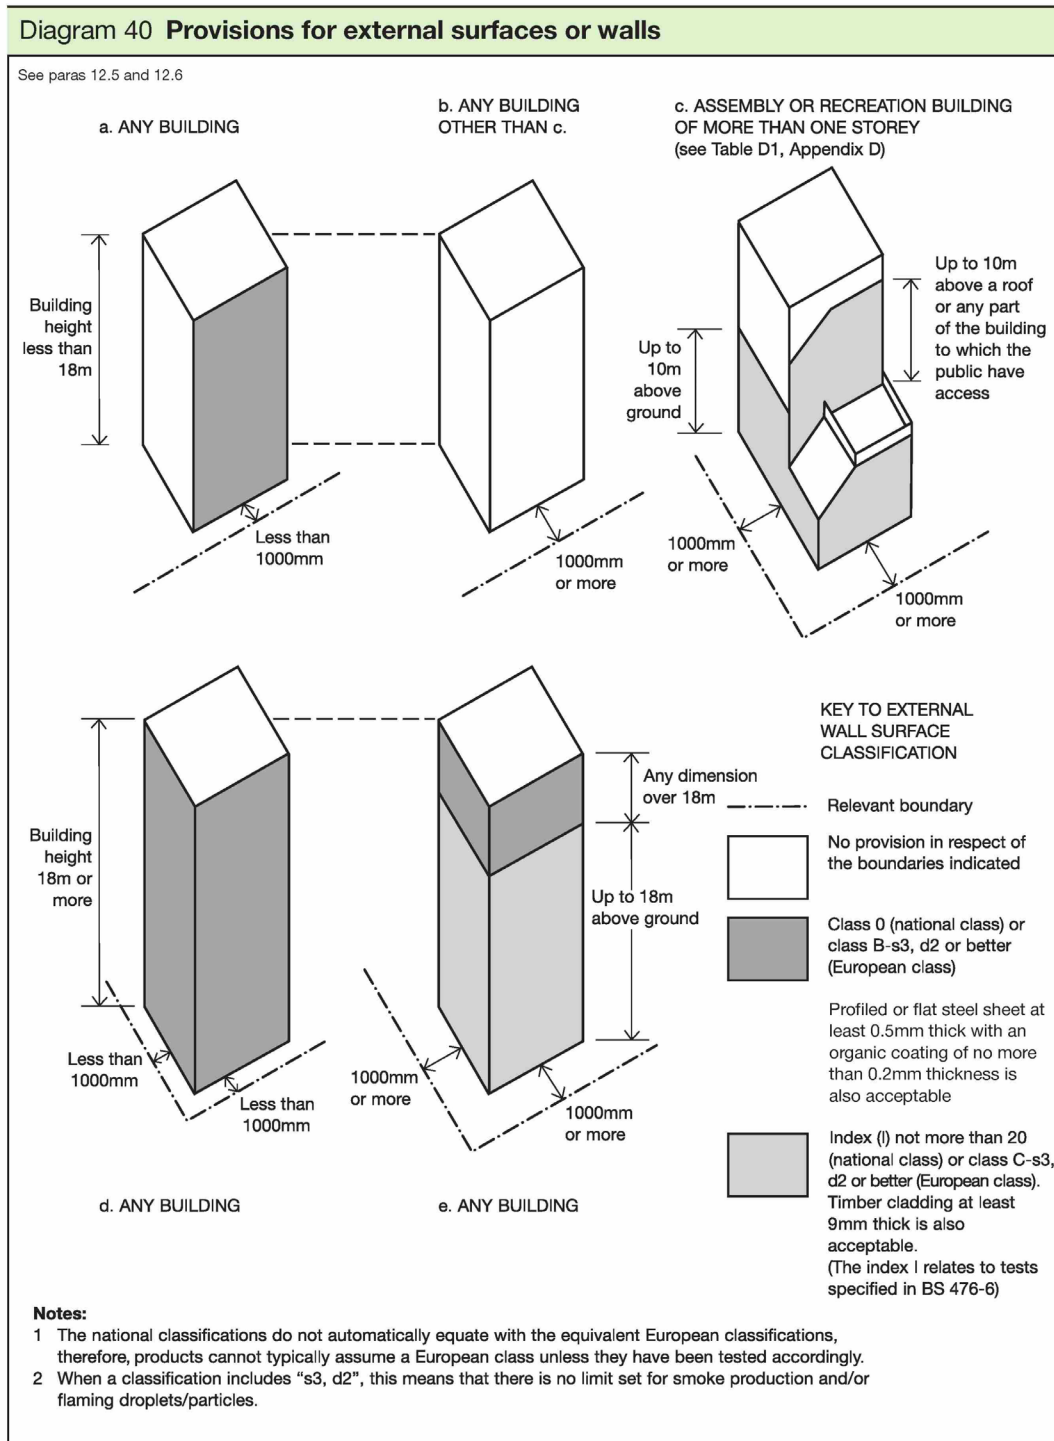 Diagram 40 Provisions for external surfaces or walls
See paras 12.5 and 12.6
a. ANY BUILDING
b. ANY BUILDING
OTHER THAN c.
c. ASSEMBLY OR RECREATION BUILDING
OF MORE THAN ONE STOREY
(see Table D1, Appendix D)
Building
height
less than
18m
Less than
1000mm
1000mm
or more
Up to
10m
above
ground
Up to 10m
above a roof
or any part
of the building
to which the
public have
access
1000mm
or more
1000mm
or more
Building
height
18m or
more
Less than
1000mm
Less than
1000mm
d. ANY BUILDING
Any dimension
over 18m
Up to 18m
above ground
1000mm
or more
1000mm
or more
e. ANY BUILDING
KEY TO EXTERNAL
WALL SURFACE
CLASSIFICATION
Relevant boundary
No provision in respect of
the boundaries indicated
Class 0 (national class) or
class B-s3, d2 or better
(European class)
Profiled or flat steel sheet at
least 0.5mm thick with an
organic coating of no more
than 0.2mm thickness is
also acceptable
Index (I) not more than 20
(national class) or class C-s3,
d2 or better (European class).
Timber cladding at least
9mm thick is also
acceptable.
(The index I relates to tests
specified in BS 476-6)
Notes:
1 The national classifications do not automatically equate with the equivalent European classifications,
therefore, products cannot typically assume a European class unless they have been tested accordingly.
2 When a classification includes “s3, d2”, this means that there is no limit set for smoke production and/or
flaming droplets/particles.